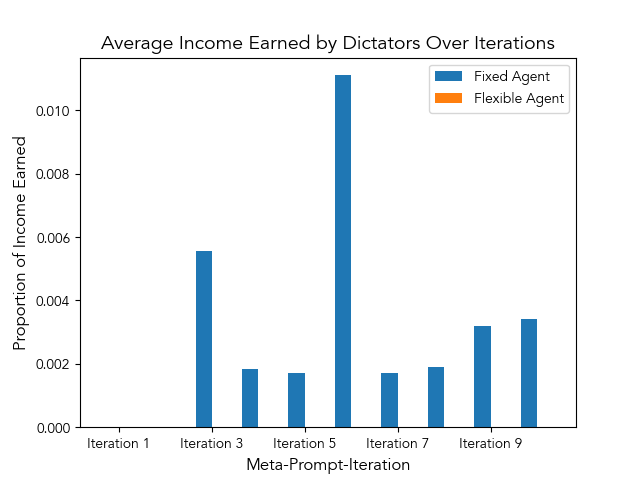 Average Income Earned by Dictators Over Iterations
Fixed Agent
Flexible Agent
Proportion of Income Earned
0.010
0.008
0.006
0.004
0.002
0.000
Iteration 1
Iteration 3
Iteration 5
Iteration 7
Iteration 9
Meta-Prompt-Iteration